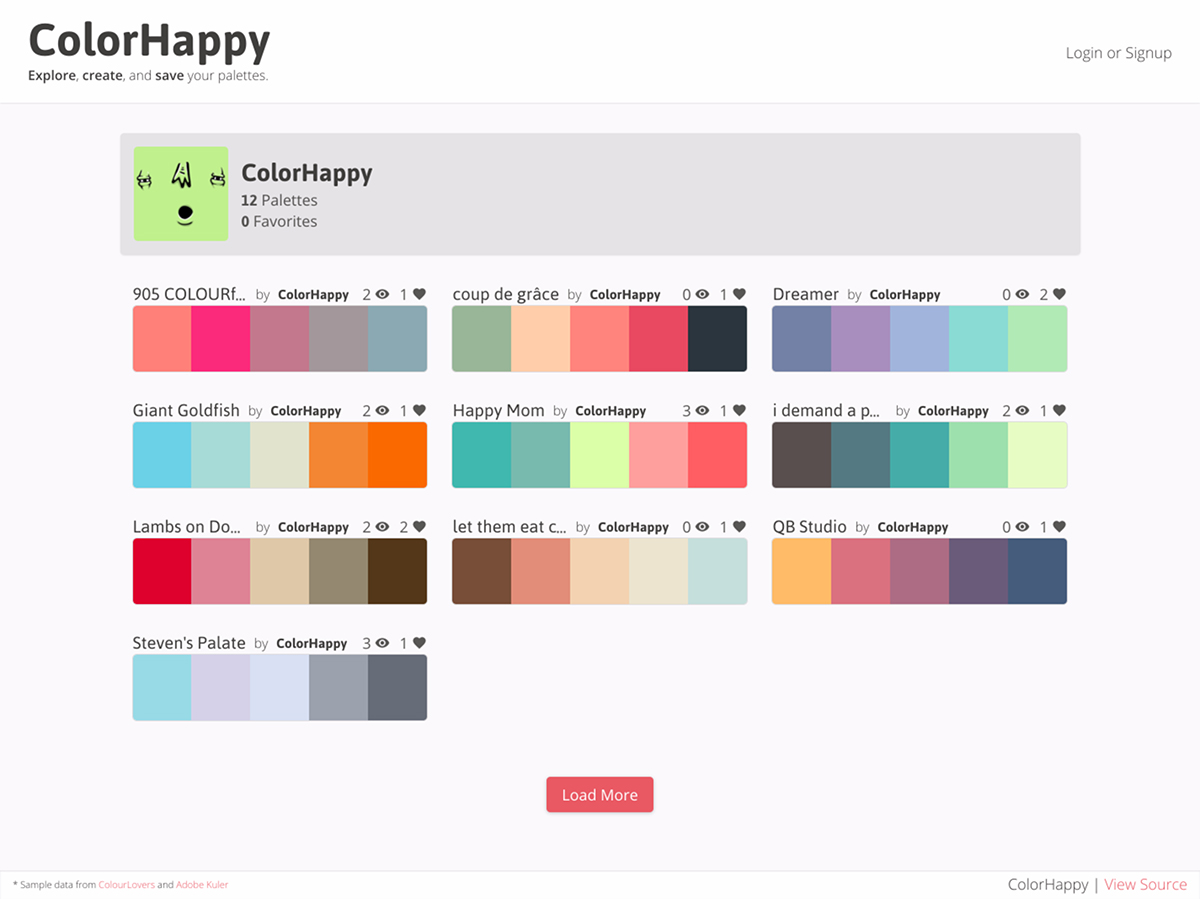 ColorHappy
Explore, create, and save your palettes.
Login or Signup
ColorHappy
12 Palettes
0 Favorites
905 COLOURf... by ColorHappy 2 1
coup de grâce by ColorHappy 0 1
Dreamer by ColorHappy 0 2
Giant Goldfish by ColorHappy 2 1
Happy Mom by ColorHappy 3 1
i demand a p... by ColorHappy 2 1
Lambs on Do... by ColorHappy 2 2
let them eat c... by ColorHappy 0 1
QB Studio by ColorHappy 0 1
Steven's Palate by ColorHappy 3 1
Load More
* Sample data from ColourLovers and Adobe Kuler
ColorHappy | View Source